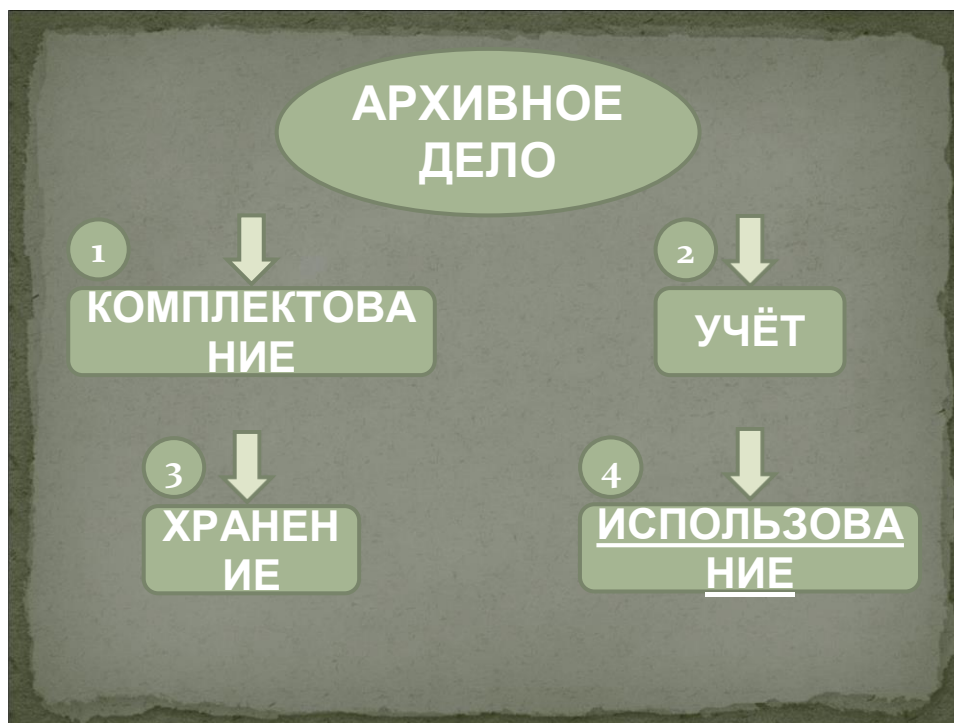 АРХИВНОЕ
ДЕЛО
1
КОМПЛЕКТОВА
НИЕ
2
УЧЁТ
3
ХРАНЕН
ИЕ
4
ИСПОЛЬЗОВА
НИЕ